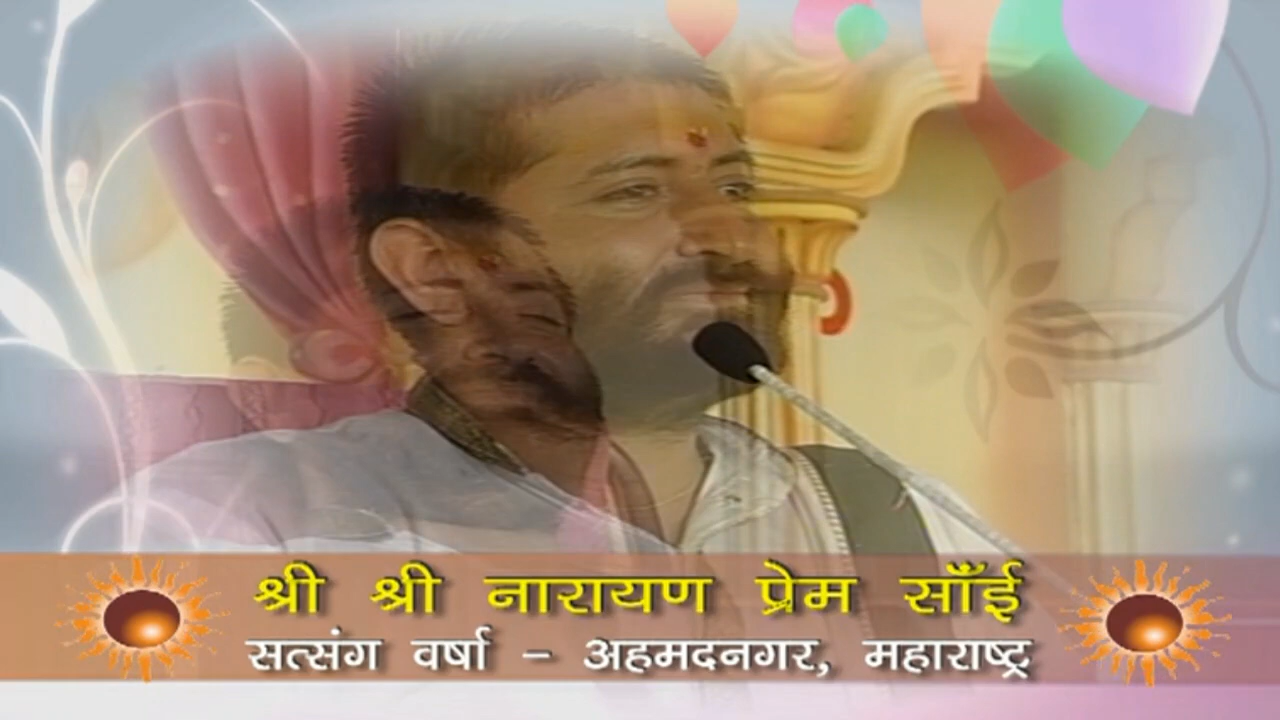 श्री श्री नारायण प्रेम साँई
सत्संग वर्षा - अहमदनगर, महाराष्ट्र